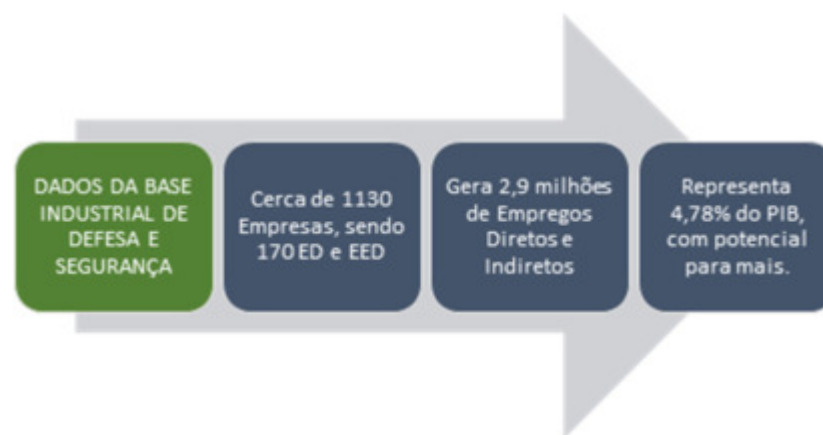 DADOS DA BASE
INDUSTRIAL DE
DEFESA E
SEGURANÇA
Cerca de 1130
Empresas, sendo
170 ED e EED
Gera 2,9 milhões
de Empregos
Diretos e
Indiretos
Representa
4,78% do PIB,
com potencial
para mais.